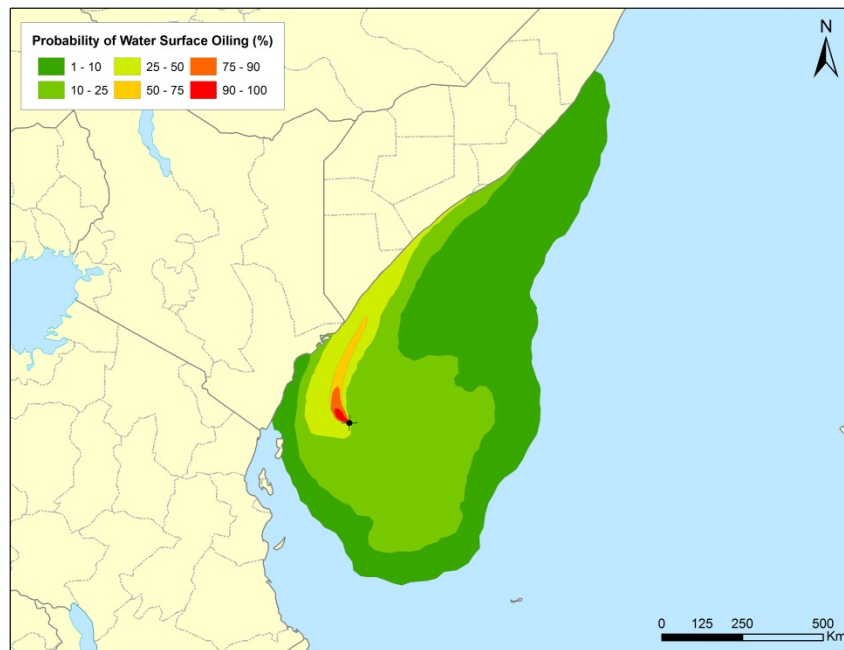 Probability of Water Surface Oiling (%)
1 - 10 25 - 50 75 - 90
10 - 25 50 - 75 90 - 100
N
0 125 250 500
Km